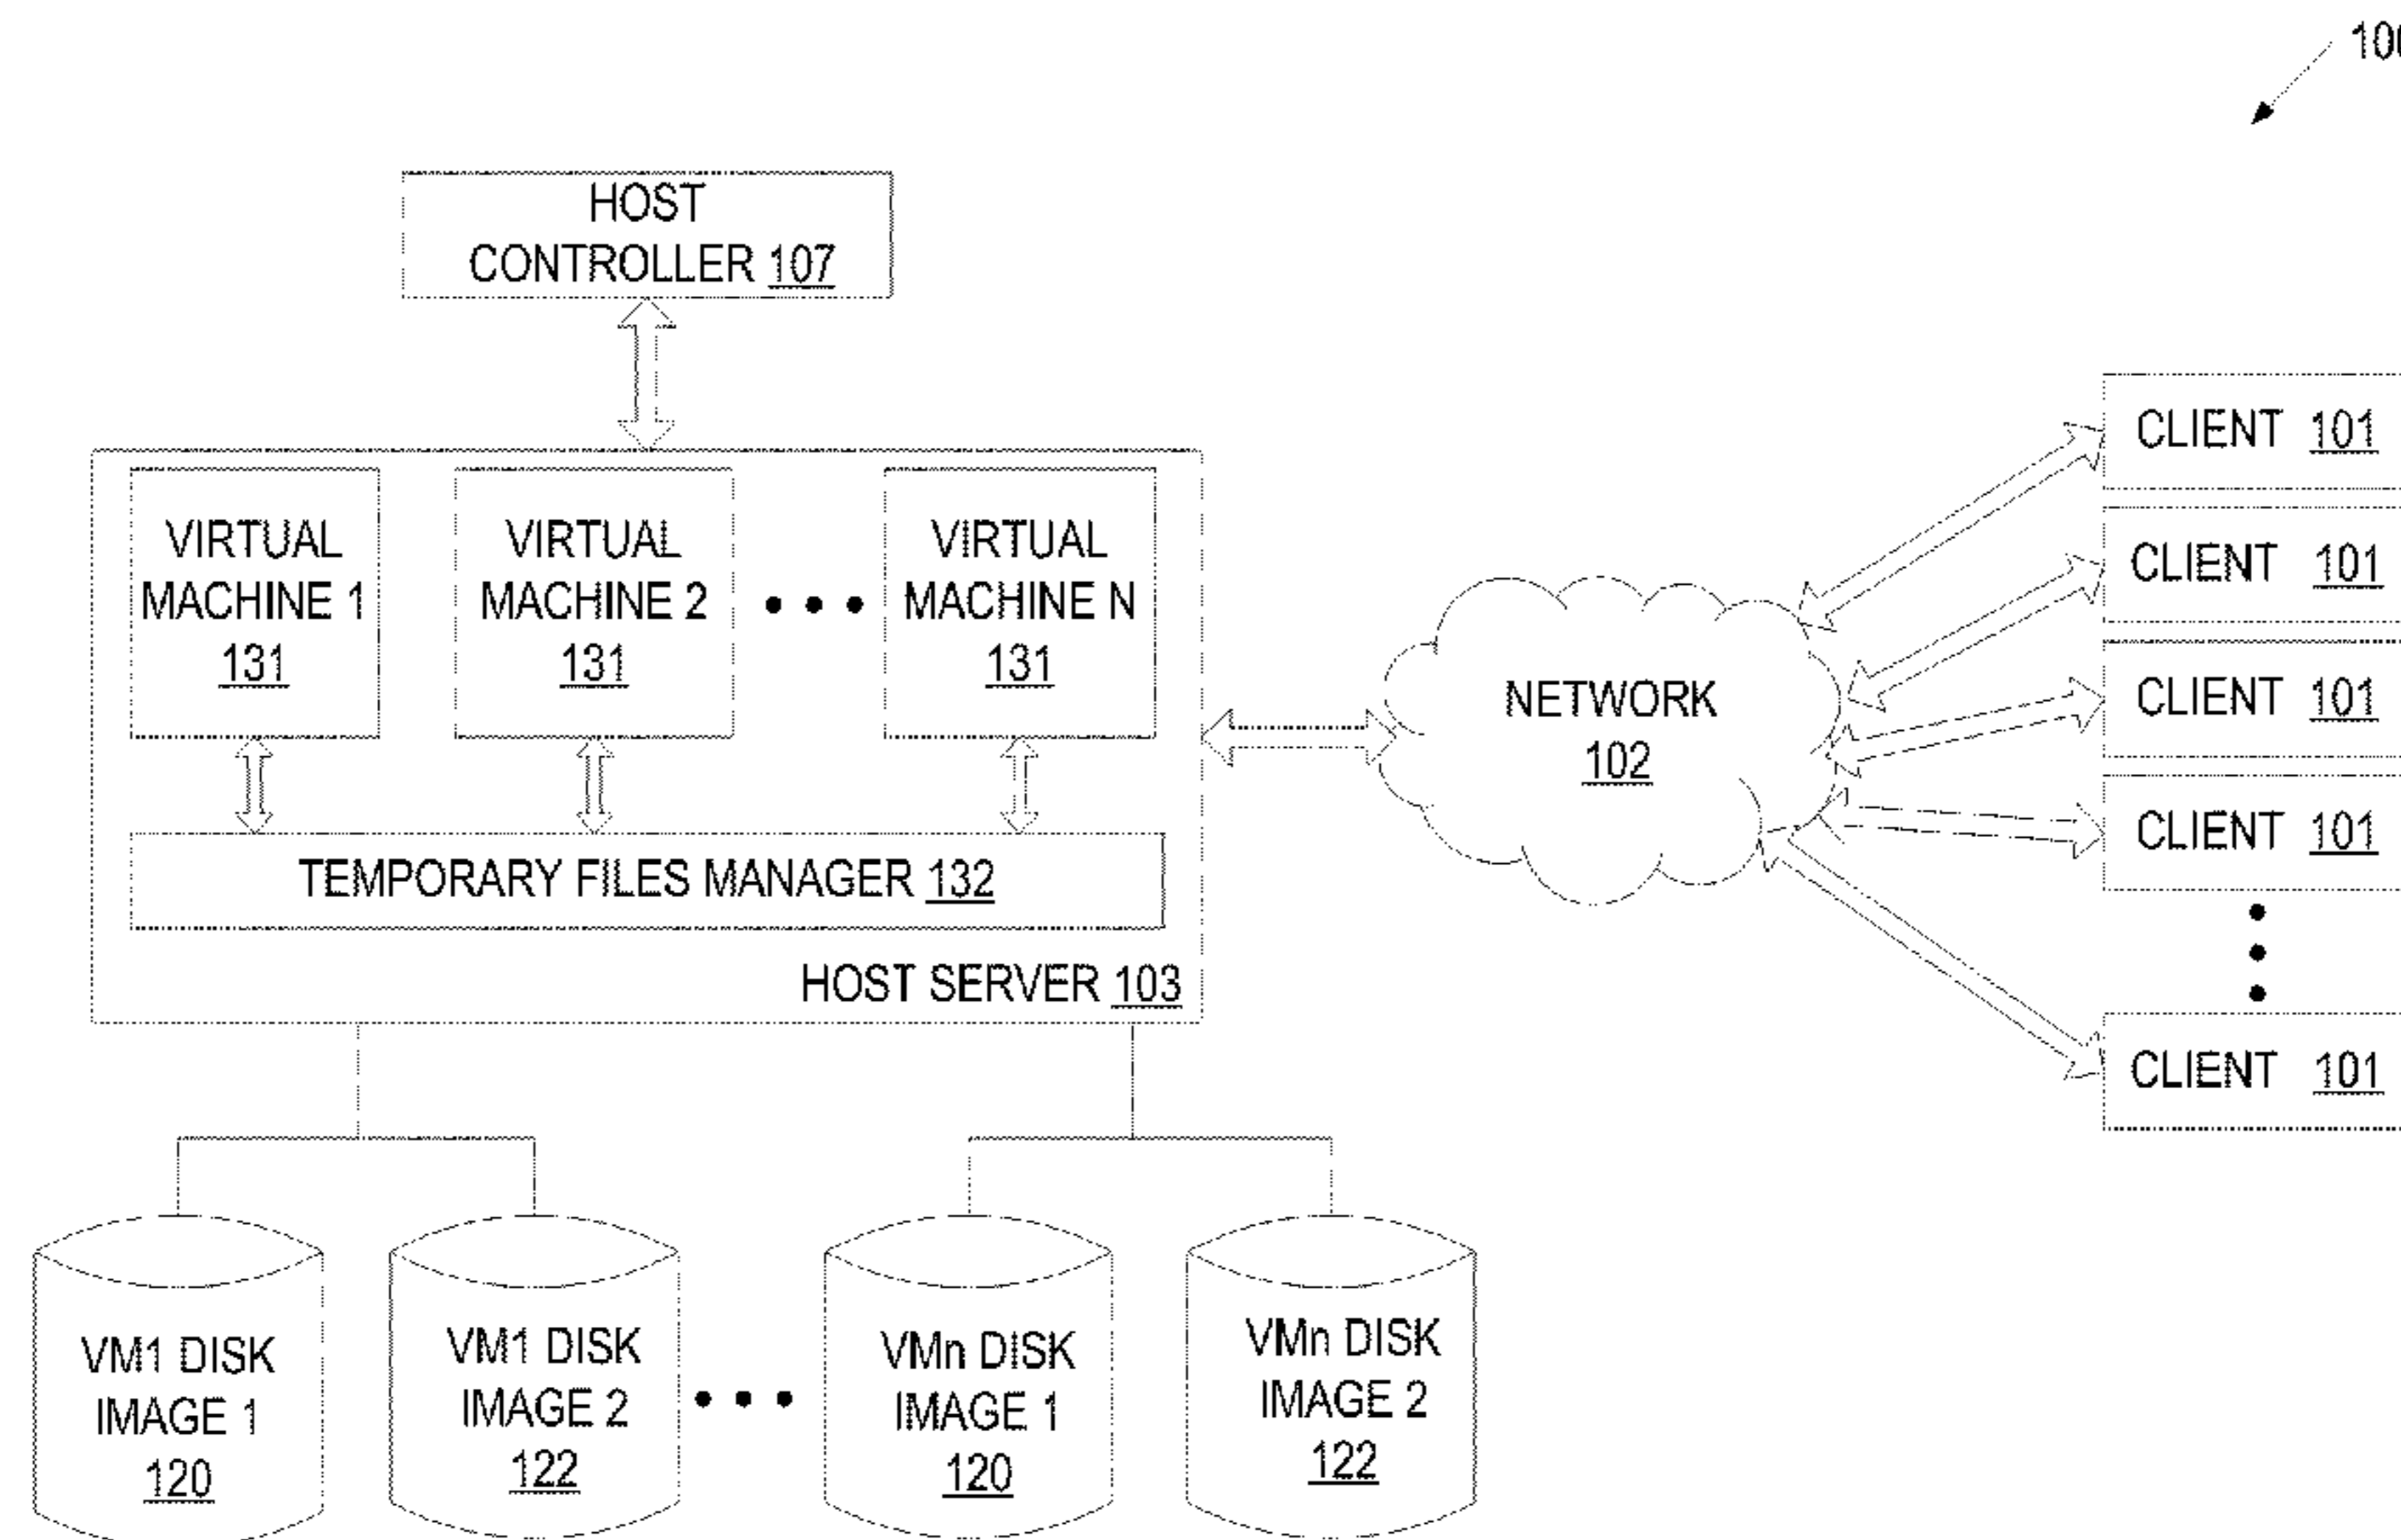 100
HOST
CONTROLLER 107
VIRTUAL
MACHINE 1
131
VIRTUAL
MACHINE 2
131
VIRTUAL
MACHINE N
131
TEMPORARY FILES MANAGER 132
HOST SERVER 103
NETWORK
102
CLIENT 101
CLIENT 101
CLIENT 101
CLIENT 101
CLIENT 101
VM1 DISK
IMAGE 1
120
VM1 DISK
IMAGE 2
122
VMn DISK
IMAGE 1
120
VMn DISK
IMAGE 2
122